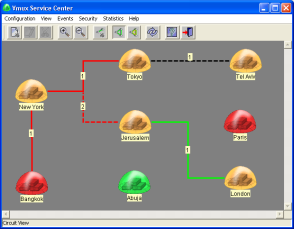 Vmux Service Center
Configuration View Events Security Statistics Help
Tokyo
Tel Aviv
1
1
New York
2
Jerusalem
Paris
1
1
Bangkok
Abuja
London
Circuit View